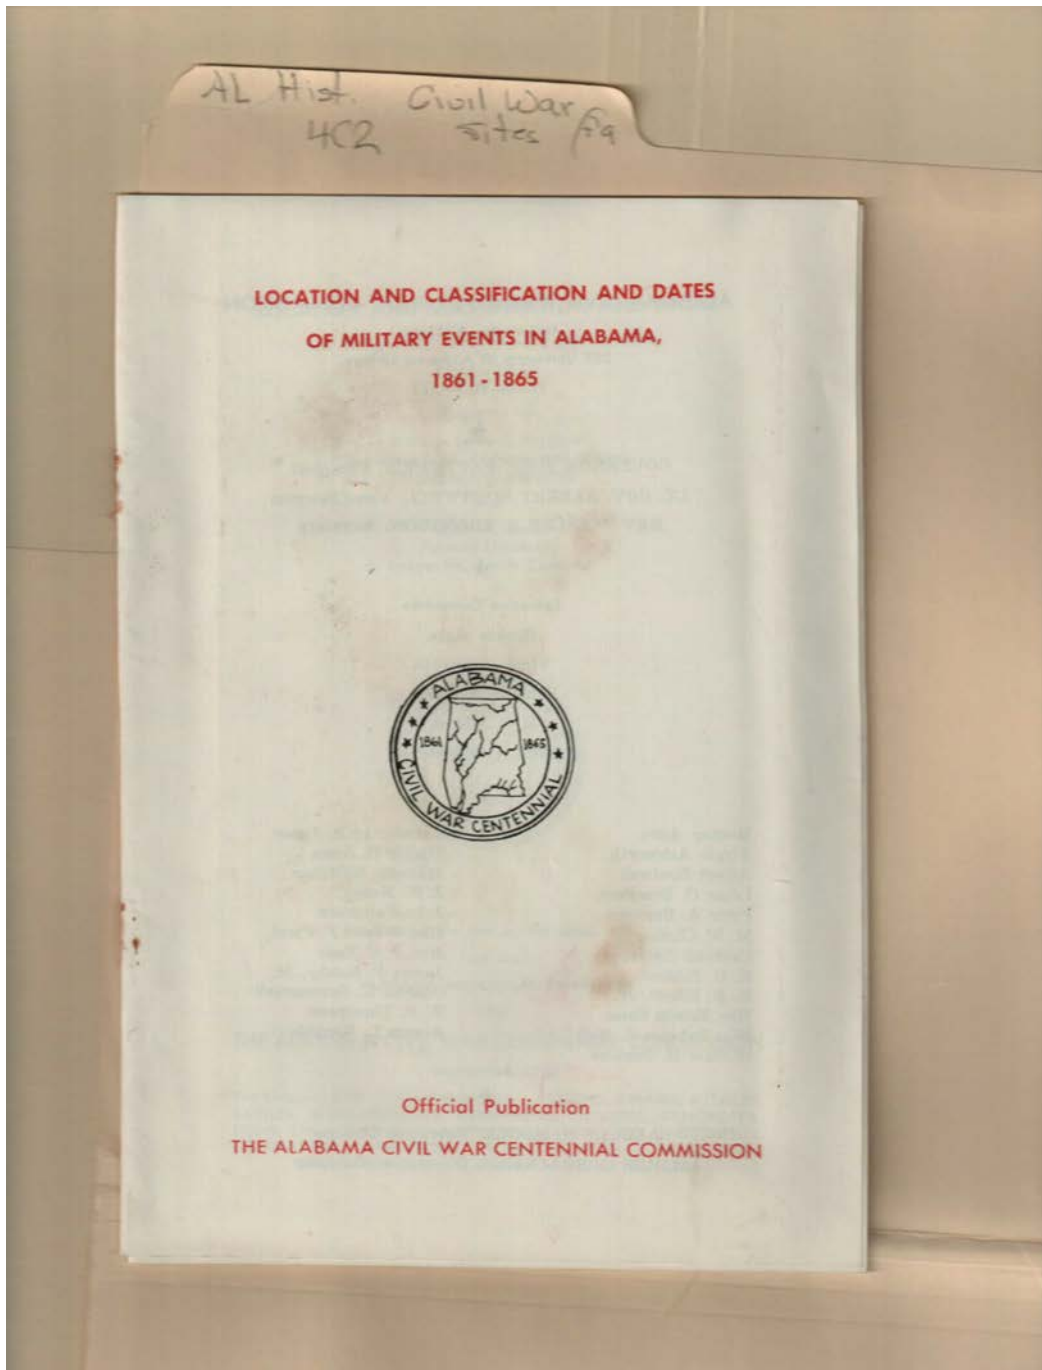 AL Hist. Civil War
4C2 Sites
LOCATION AND CLASSIFICATION AND DATES
OF MILITARY EVENTS IN ALABAMA,
1861 - 1865
ALABAMA
1861 1865
CIVIL WAR CENTENNIAL
Official Publication
THE ALABAMA CIVIL WAR CENTENNIAL COMMISSION